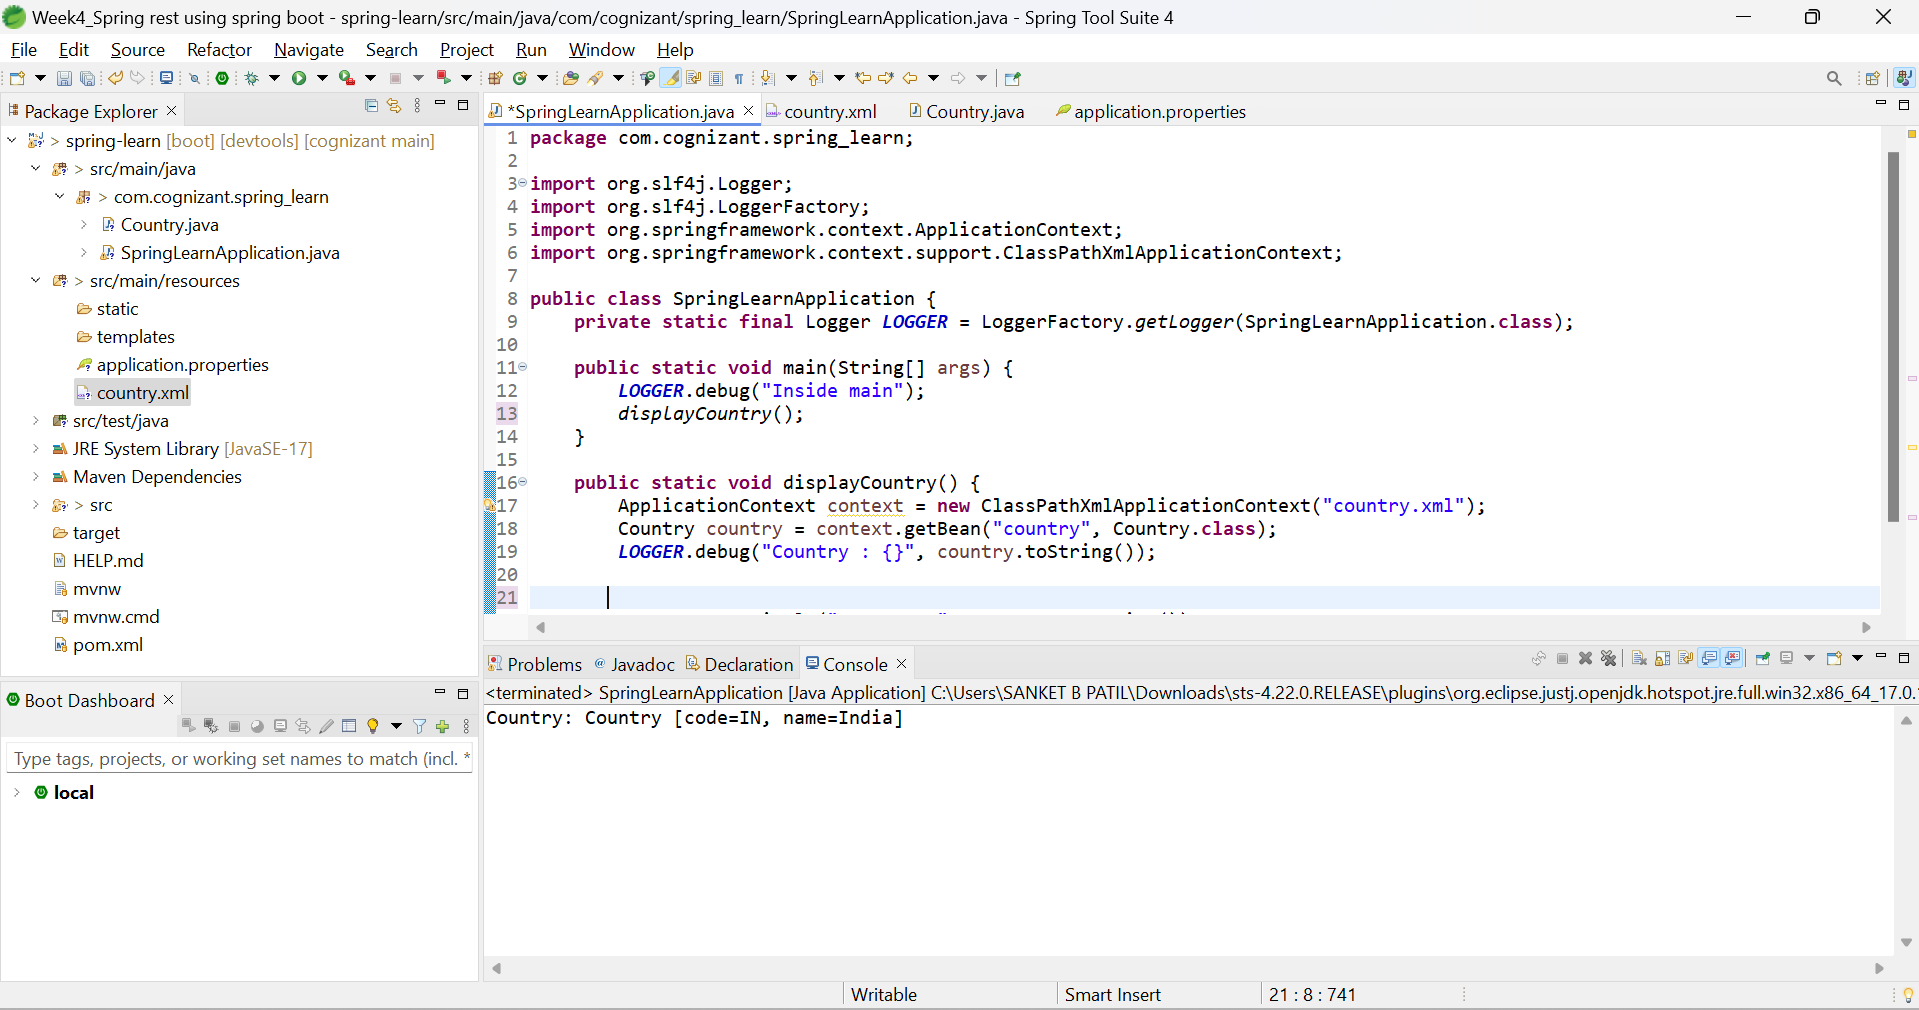 Week4_Spring rest using spring boot - spring-learn/src/main/java/com/cognizant/spring_learn/SpringLearnApplication.java - Spring Tool Suite 4
File Edit Source Refactor Navigate Search Project Run Window Help
Package Explorer
spring-learn [boot] [devtools] [cognizant main]
> src/main/java
> com.cognizant.spring_learn
Country.java
SpringLearnApplication.java
> src/main/resources
static
templates
application.properties
country.xml
src/test/java
JRE System Library [JavaSE-17]
Maven Dependencies
> src
target
HELP.md
mvnw
mvnw.cmd
pom.xml
Boot Dashboard
Type tags, projects, or working set names to match (incl. *
local
*SpringLearnApplication.java country.xml Country.java application.properties
1 package com.cognizant.spring_learn;
2
3 import org.slf4j.Logger;
4 import org.slf4j.LoggerFactory;
5 import org.springframework.context.ApplicationContext;
6 import org.springframework.context.support.ClassPathXmlApplicationContext;
7
8 public class SpringLearnApplication {
9 private static final Logger LOGGER = LoggerFactory.getLogger(SpringLearnApplication.class);
10
11 public static void main(String[] args) {
12 LOGGER.debug("Inside main");
13 displayCountry();
14 }
15
16 public static void displayCountry() {
17 ApplicationContext context = new ClassPathXmlApplicationContext("country.xml");
18 Country country = context.getBean("country", Country.class);
19 LOGGER.debug("Country : {}", country.toString());
20
21
Problems Javadoc Declaration Console
<terminated> SpringLearnApplication [Java Application] C:\Users\SANKET B PATIL\Downloads\sts-4.22.0.RELEASE\plugins\org.eclipse.justj.openjdk.hotspot.jre.full.win32.x86_64_17.0.
Country: Country [code=IN, name=India]
Writable Smart Insert 21 : 8 : 741